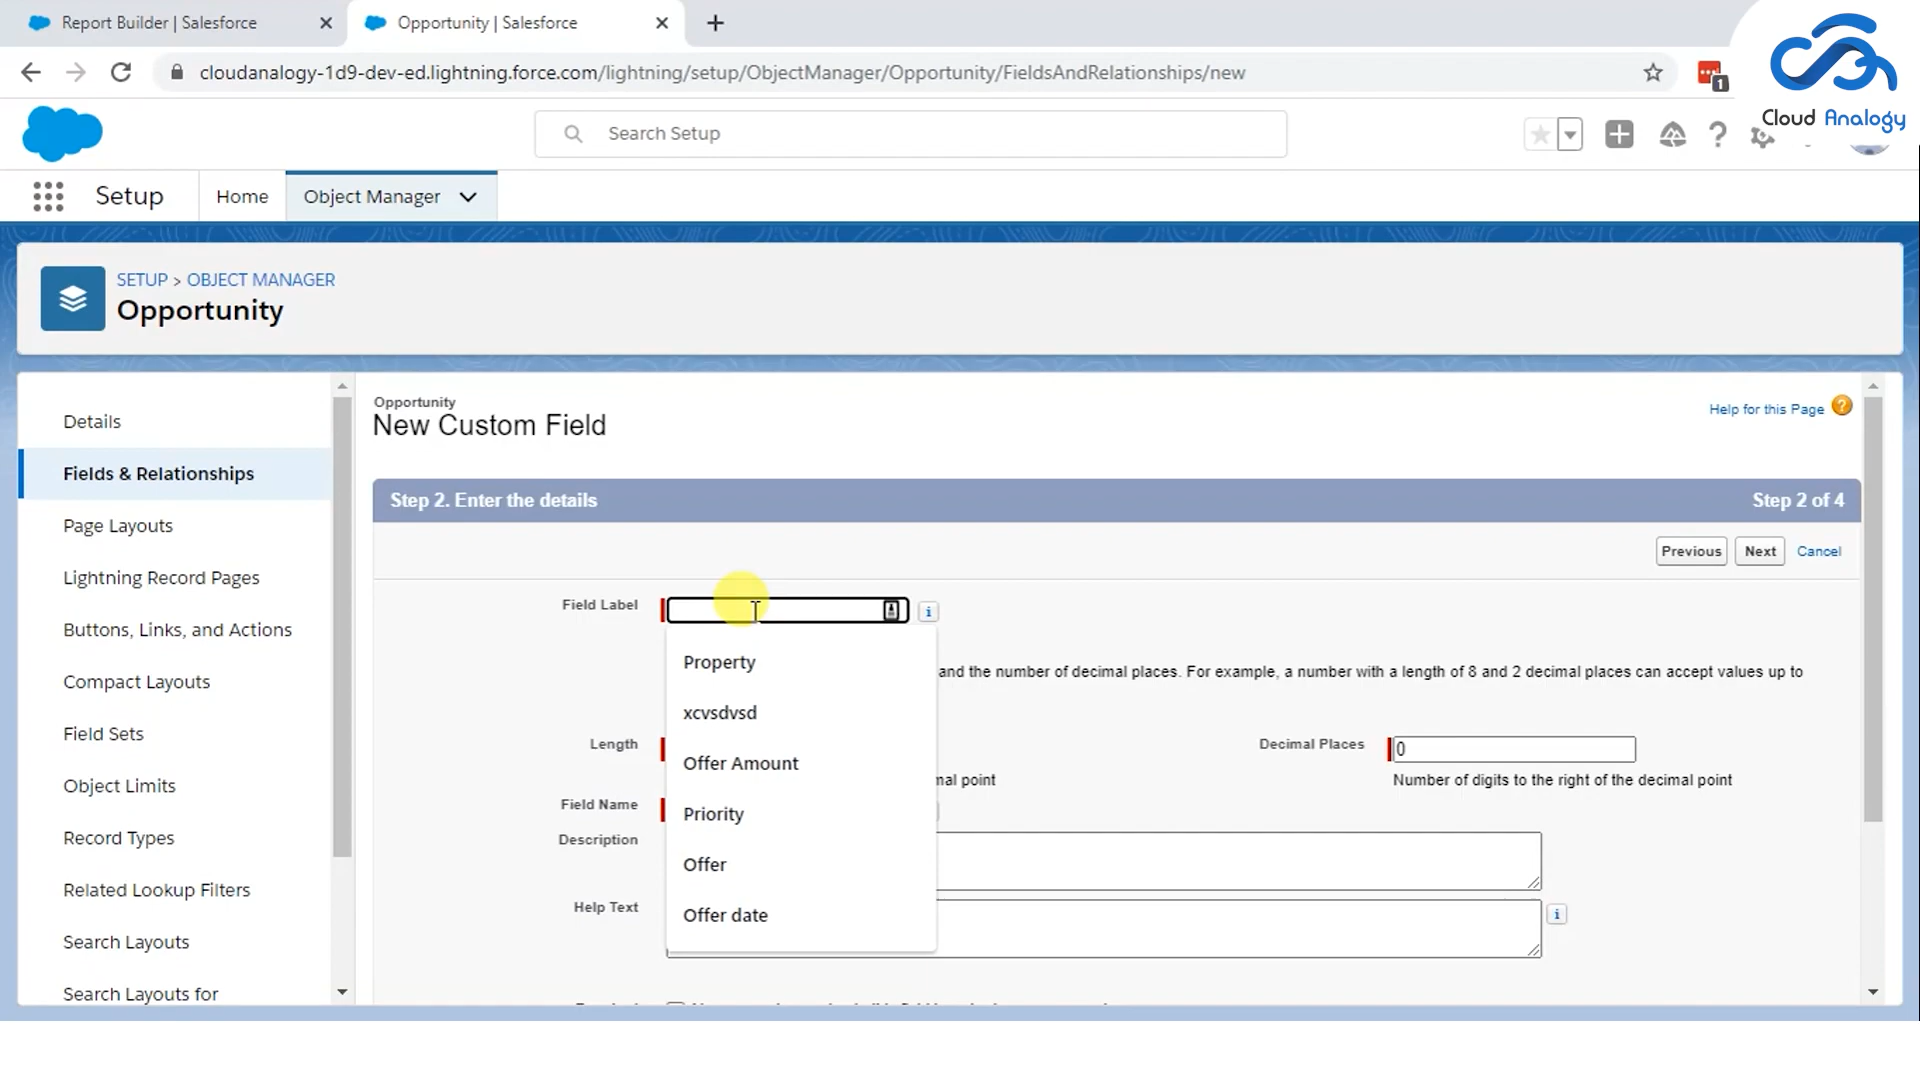 Report Builder | Salesforce
Opportunity | Salesforce
cloudanalogy-1d9-dev-ed.lightning.force.com/lightning/setup/ObjectManager/Opportunity/FieldsAndRelationships/new
1
Cloud Analogy
Search Setup
Setup
Home
Object Manager
SETUP > OBJECT MANAGER
Opportunity
Details
Fields & Relationships
Page Layouts
Lightning Record Pages
Buttons, Links, and Actions
Compact Layouts
Field Sets
Object Limits
Record Types
Related Lookup Filters
Search Layouts
Search Layouts for
Opportunity
New Custom Field
Help for this Page
Step 2. Enter the details
Step 2 of 4
Previous
Next
Cancel
Field Label
Property
xcvsdvsd
Offer Amount
Priority
Offer
Offer date
and the number of decimal places. For example, a number with a length of 8 and 2 decimal places can accept values up to
Length
Decimal Places
0
mal point
Number of digits to the right of the decimal point
Field Name
Description
Help Text